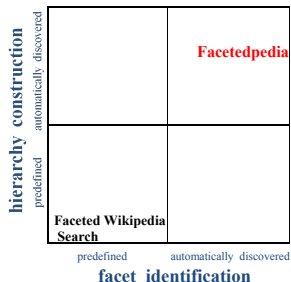 hierarchy construction
automatically discovered
predefined
Facetedpedia
Faceted Wikipedia
Search
predefined
automatically discovered
facet identification